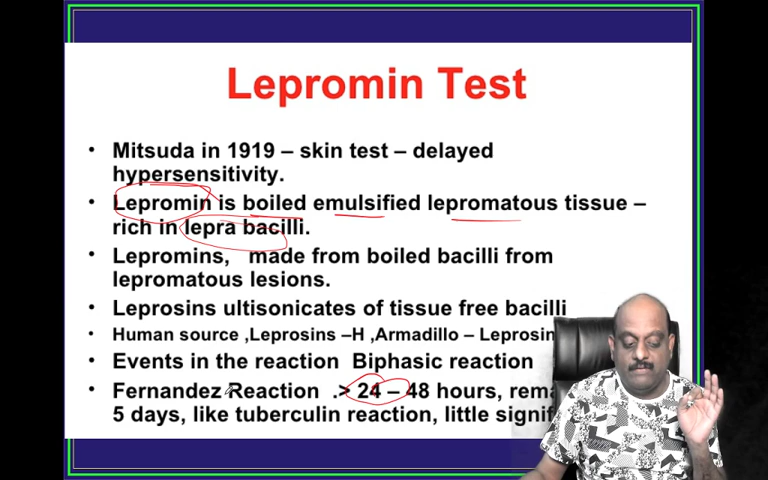 Lepromin Test
• Mitsuda in 1919 – skin test – delayed
hypersensitivity.
• Lepromin is boiled emulsified lepromatous tissue –
rich in lepra bacilli.
• Lepromins, made from boiled bacilli from
lepromatous lesions.
• Leprosins ultisonicates of tissue free bacilli
• Human source ,Leprosins –H ,Armadillo – Leprosin
• Events in the reaction Biphasic reaction
• Fernandez Reaction .> 24 – 48 hours,
5 days, like tuberculin reaction, little